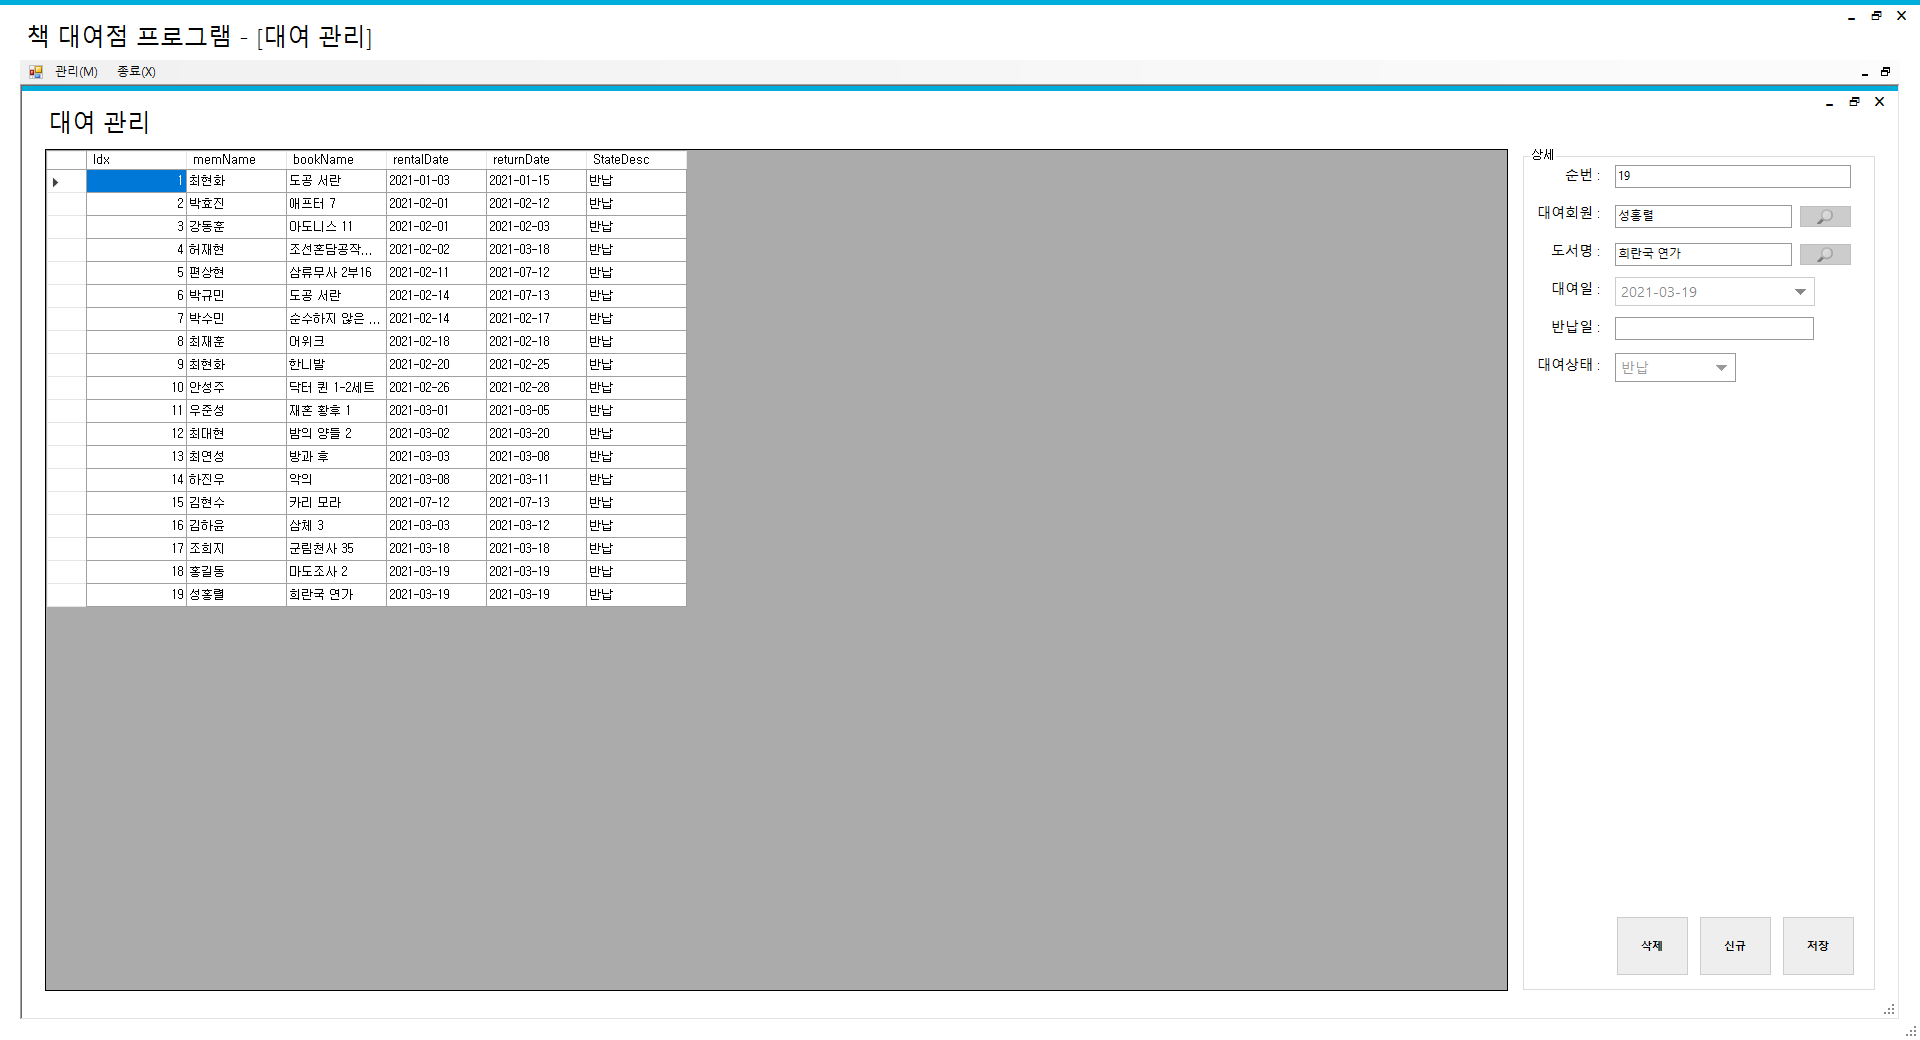 책 대여점 프로그램 - [대여 관리]
관리(M) 종료(X)
대여 관리
Idx memName bookName rentalDate returnDate StateDesc
1 최현화 도공 서란 2021-01-03 2021-01-15 반납
2 박효진 애프터 7 2021-02-01 2021-02-12 반납
3 강동훈 아도니스 11 2021-02-01 2021-02-03 반납
4 허재현 조선혼담공작... 2021-02-02 2021-03-18 반납
5 편상현 삼류무사 2부16 2021-02-11 2021-07-12 반납
6 박규민 도공 서란 2021-02-14 2021-07-13 반납
7 박수민 순수하지 않은 ... 2021-02-14 2021-02-17 반납
8 최재훈 어위크 2021-02-18 2021-02-18 반납
9 최현화 한니발 2021-02-20 2021-02-25 반납
10 안성주 닥터 퀸 1-2세트 2021-02-26 2021-02-28 반납
11 우준성 재혼 황후 1 2021-03-01 2021-03-05 반납
12 최대현 밤의 양들 2 2021-03-02 2021-03-20 반납
13 최연성 방과 후 2021-03-03 2021-03-08 반납
14 하진우 악의 2021-03-08 2021-03-11 반납
15 김현수 카리 모라 2021-07-12 2021-07-13 반납
16 김하윤 삼체 3 2021-03-03 2021-03-12 반납
17 조희지 군림천사 35 2021-03-18 2021-03-18 반납
18 홍길동 마도조사 2 2021-03-19 2021-03-19 반납
19 성홍렬 희란국 연가 2021-03-19 2021-03-19 반납
상세
순번 : 19
대여회원 : 성홍렬
도서명 : 희란국 연가
대여일 : 2021-03-19
반납일 :
대여상태 : 반납
삭제 신규 저장